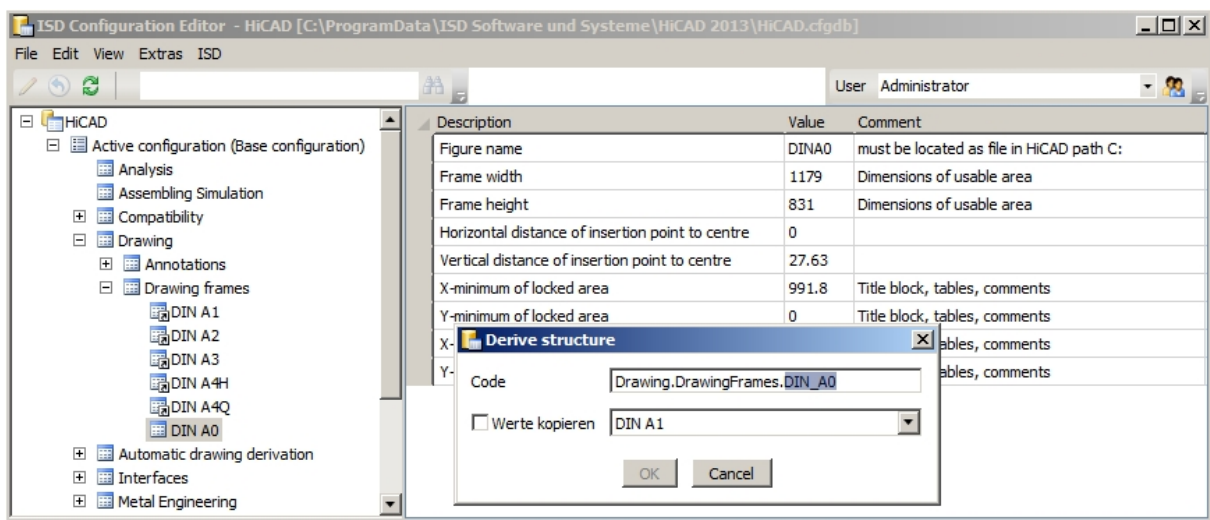 ISD Configuration Editor - HiCAD [C:\ProgramData\ISD Software und Systeme\HiCAD 2013\HiCAD.cfgdb]
File Edit View Extras ISD
User Administrator
HiCAD
Active configuration (Base configuration)
Analysis
Assembling Simulation
Compatibility
Drawing
Annotations
Drawing frames
DIN A1
DIN A2
DIN A3
DIN A4H
DIN A4Q
DIN A0
Automatic drawing derivation
Interfaces
Metal Engineering
Description Value Comment
Figure name DINA0 must be located as file in HiCAD path C:
Frame width 1179 Dimensions of usable area
Frame height 831 Dimensions of usable area
Horizontal distance of insertion point to centre 0
Vertical distance of insertion point to centre 27.63
X-minimum of locked area 991.8 Title block, tables, comments
Y-minimum of locked area 0 Title block, tables, comments
X- ables, comments
Y- ables, comments
Derive structure
Code Drawing.DrawingFrames.DIN_A0
Werte kopieren DIN A1
OK Cancel